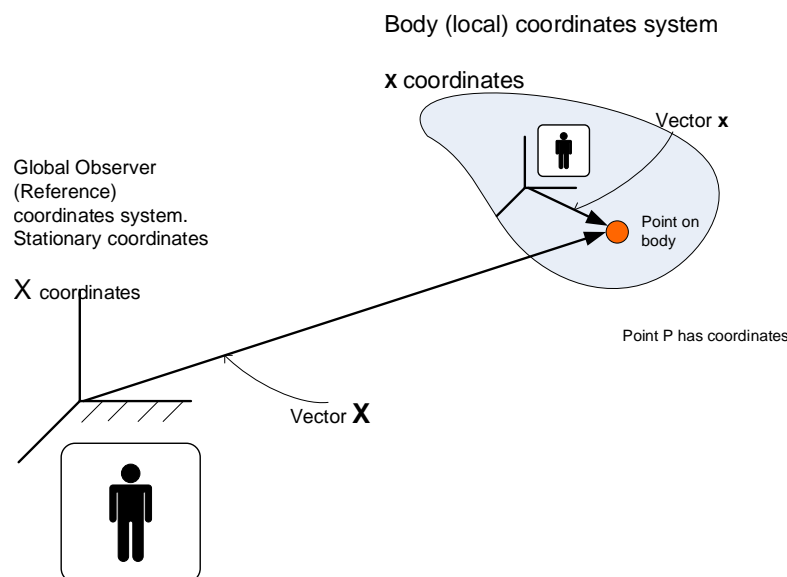 Body (local) coordinates system
x coordinates
Vector x
Global Observer
(Reference)
coordinates system.
Stationary coordinates
Point on
body
X coordinates
Point P has coordinates
Vector X